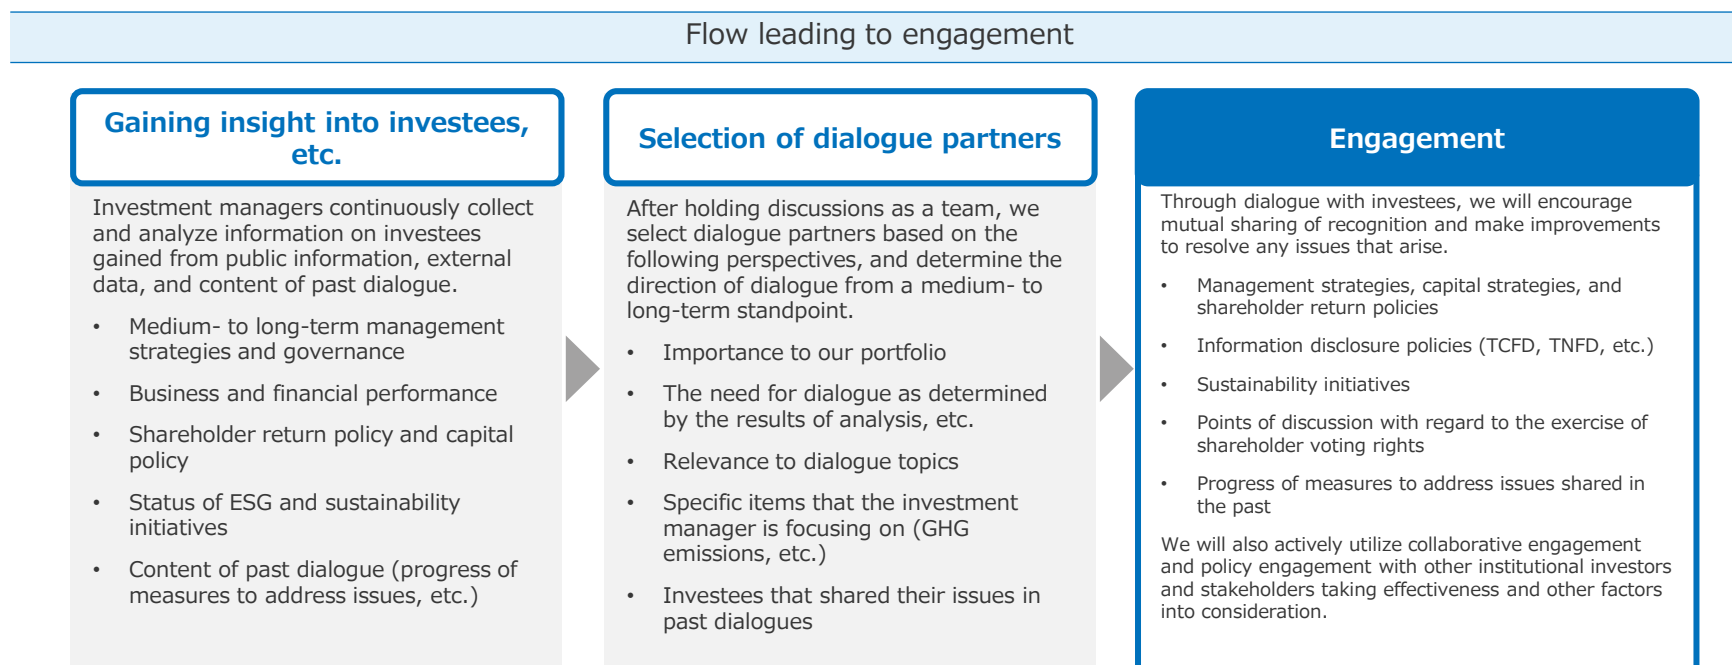 Flow leading to engagement
Gaining insight into investees,
etc.
Investment managers continuously collect
and analyze information on investees
gained from public information, external
data, and content of past dialogue.
• Medium- to long-term management
strategies and governance
• Business and financial performance
• Shareholder return policy and capital
policy
• Status of ESG and sustainability
initiatives
• Content of past dialogue (progress of
measures to address issues, etc.)
Selection of dialogue partners
After holding discussions as a team, we
select dialogue partners based on the
following perspectives, and determine the
direction of dialogue from a medium- to
long-term standpoint.
• Importance to our portfolio
• The need for dialogue as determined
by the results of analysis, etc.
• Relevance to dialogue topics
• Specific items that the investment
manager is focusing on (GHG
emissions, etc.)
• Investees that shared their issues in
past dialogues
Engagement
Through dialogue with investees, we will encourage
mutual sharing of recognition and make improvements
to resolve any issues that arise.
• Management strategies, capital strategies, and
shareholder return policies
• Information disclosure policies (TCFD, TNFD, etc.)
• Sustainability initiatives
• Points of discussion with regard to the exercise of
shareholder voting rights
• Progress of measures to address issues shared in
the past
We will also actively utilize collaborative engagement
and policy engagement with other institutional investors
and stakeholders taking effectiveness and other factors
into consideration.